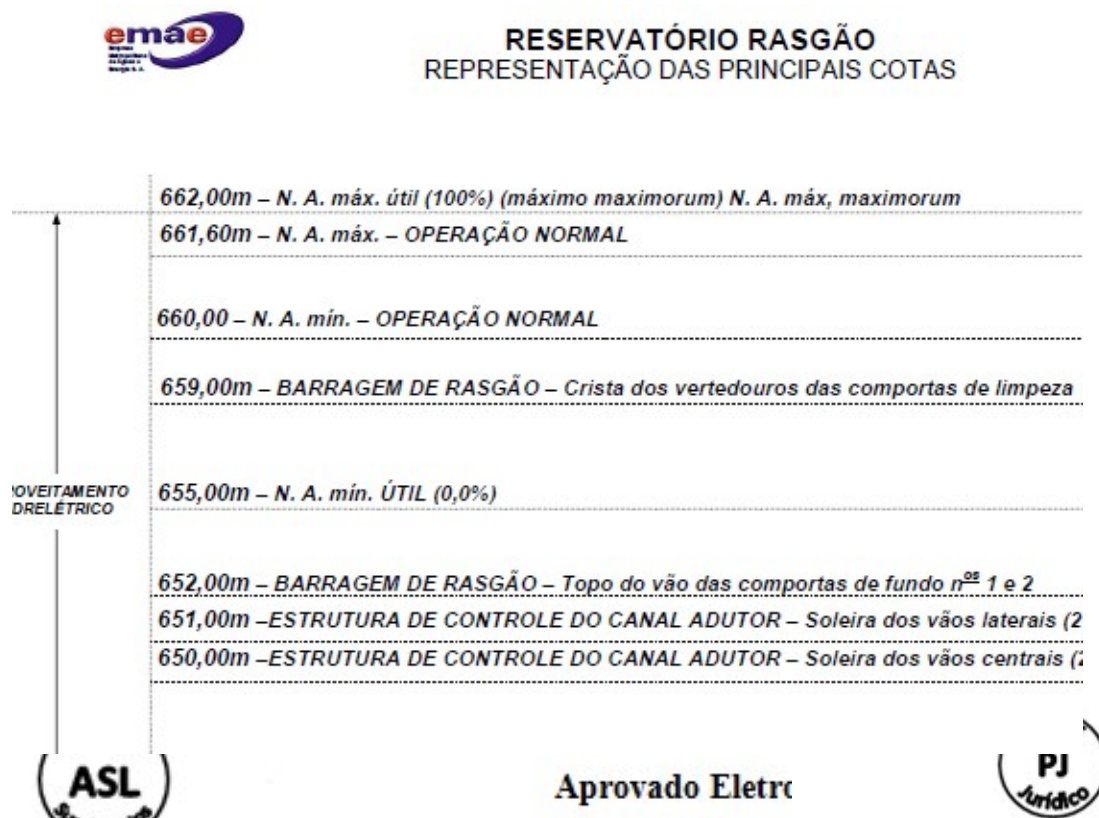 emae
RESERVATÓRIO RASGÃO
REPRESENTAÇÃO DAS PRINCIPAIS COTAS
662,00m – N. A. máx. útil (100%) (máximo maximorum) N. A. máx, maximorum
661,60m – N. A. máx. – OPERAÇÃO NORMAL
660,00 – N. A. mín. – OPERAÇÃO NORMAL
659,00m – BARRAGEM DE RASGÃO – Crista dos vertedouros das comportas de limpeza
OVEITAMENTO
DRELÉTRICO
655,00m – N. A. mín. ÚTIL (0,0%)
652,00m – BARRAGEM DE RASGÃO – Topo do vão das comportas de fundo nºs 1 e 2
651,00m –ESTRUTURA DE CONTROLE DO CANAL ADUTOR – Soleira dos vãos laterais (2
650,00m –ESTRUTURA DE CONTROLE DO CANAL ADUTOR – Soleira dos vãos centrais (2
ASL
Aprovado Eletro
PJ
Jurídico